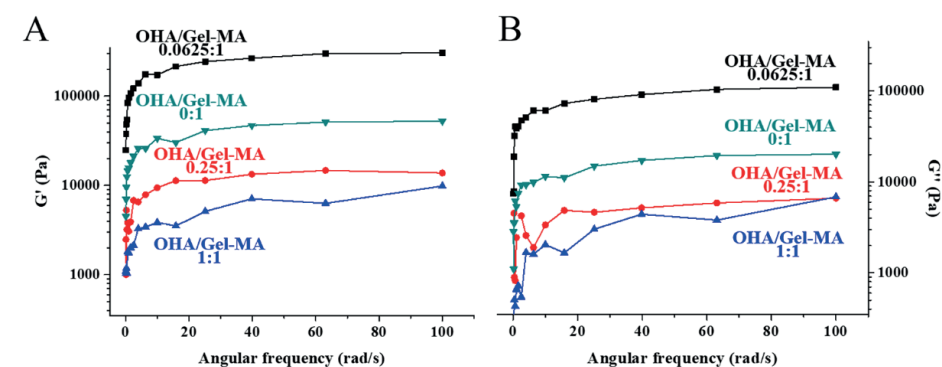 A
OHA/Gel-MA
0.0625:1
OHA/Gel-MA
0:1
OHA/Gel-MA
0.25:1
OHA/Gel-MA
1:1
100000
10000
1000
G' (Pa)
0 20 40 60 80 100
Angular frequency (rad/s)
B
OHA/Gel-MA
0.0625:1
OHA/Gel-MA
0:1
OHA/Gel-MA
0.25:1
OHA/Gel-MA
1:1
100000
10000
1000
G''(Pa)
0 20 40 60 80 100
Angular frequency (rad/s)